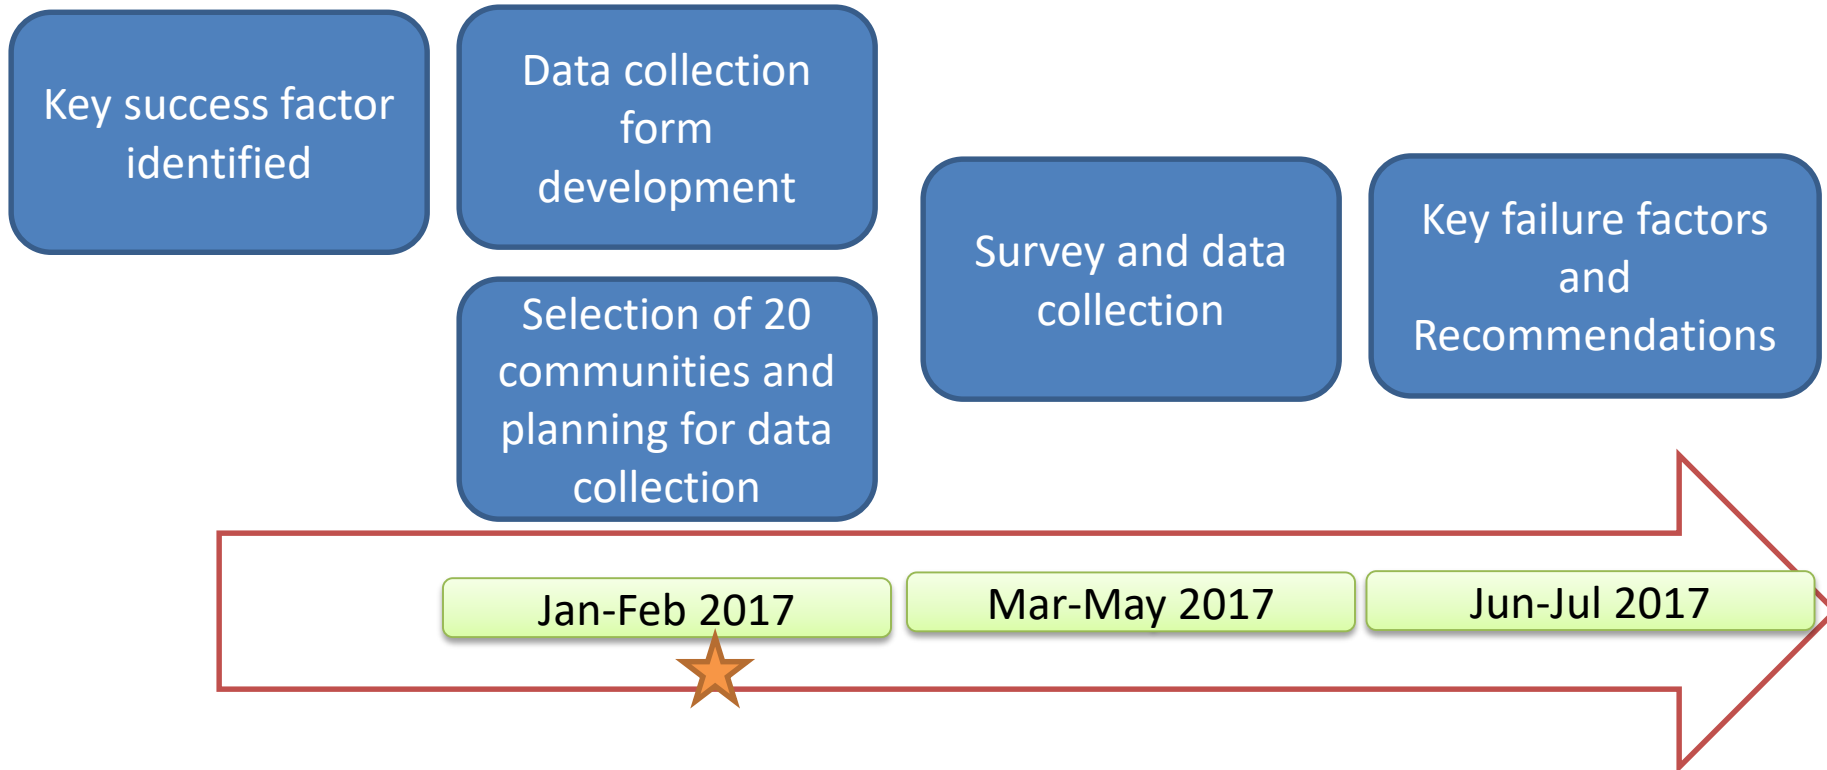 Key success factor
identified
Data collection
form
development
Selection of 20
communities and
planning for data
collection
Survey and data
collection
Key failure factors
and
Recommendations
Jan-Feb 2017
Mar-May 2017
Jun-Jul 2017